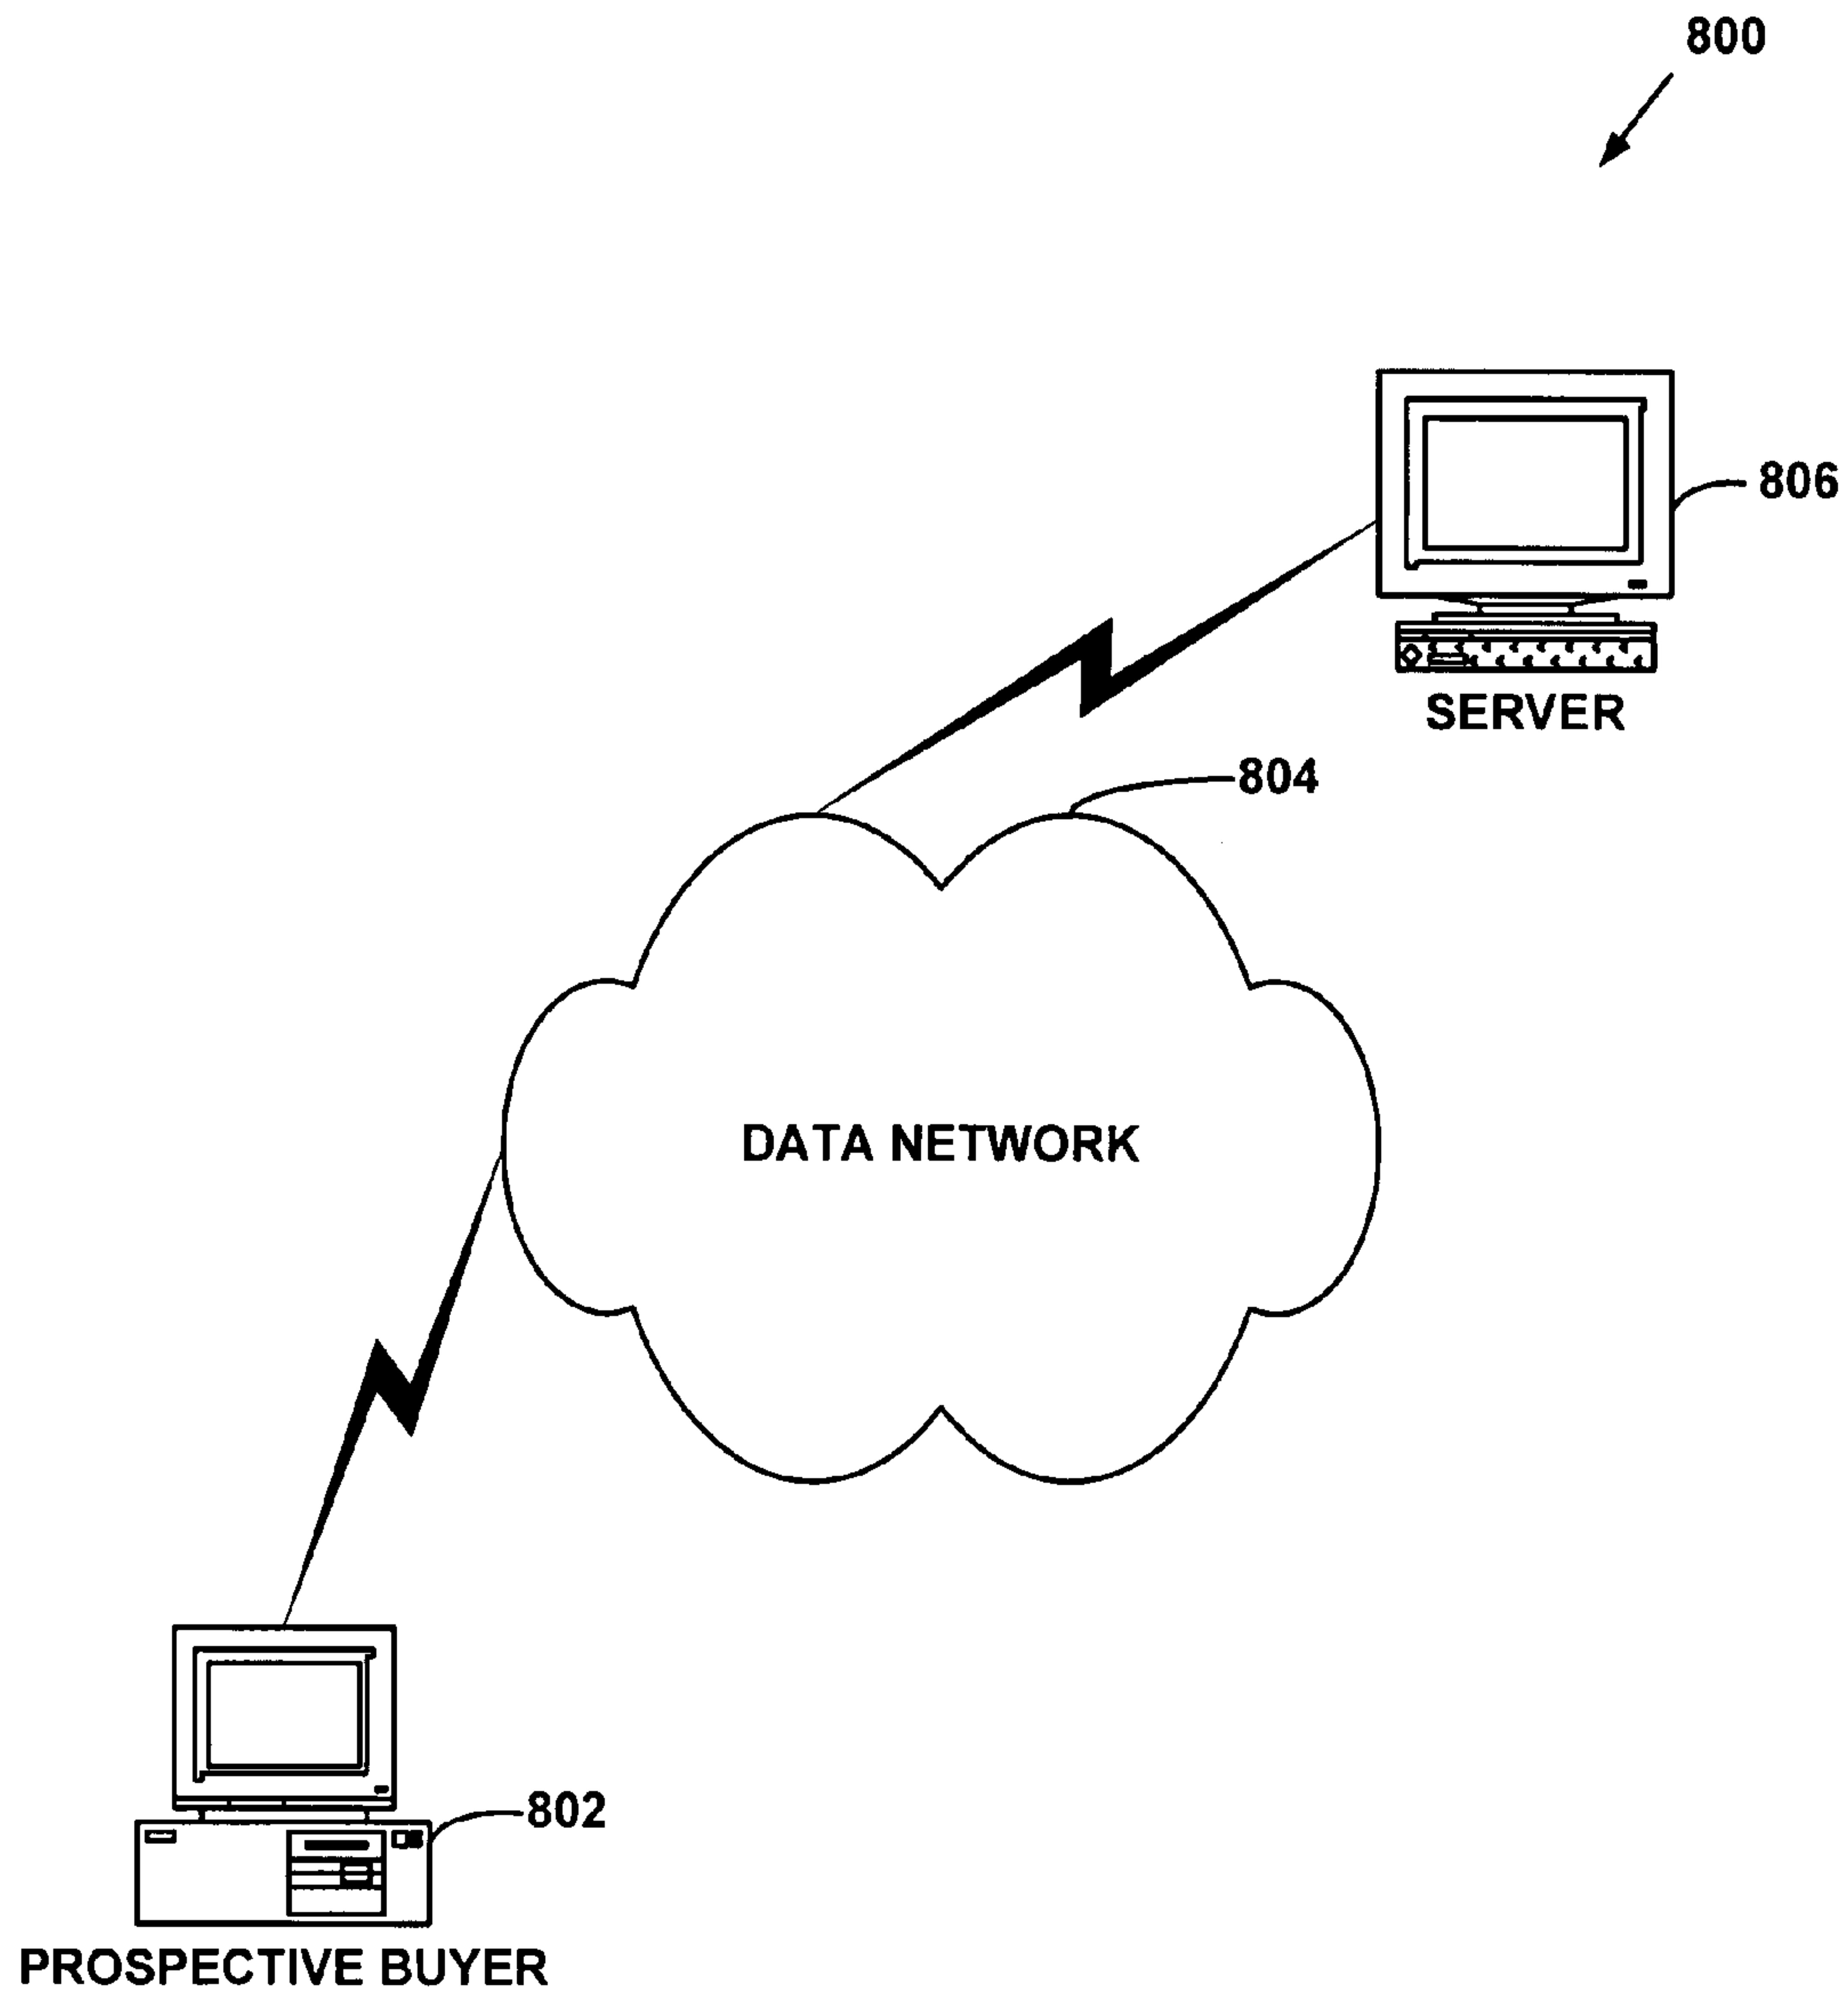 800
806
SERVER
804
DATA NETWORK
802
PROSPECTIVE BUYER